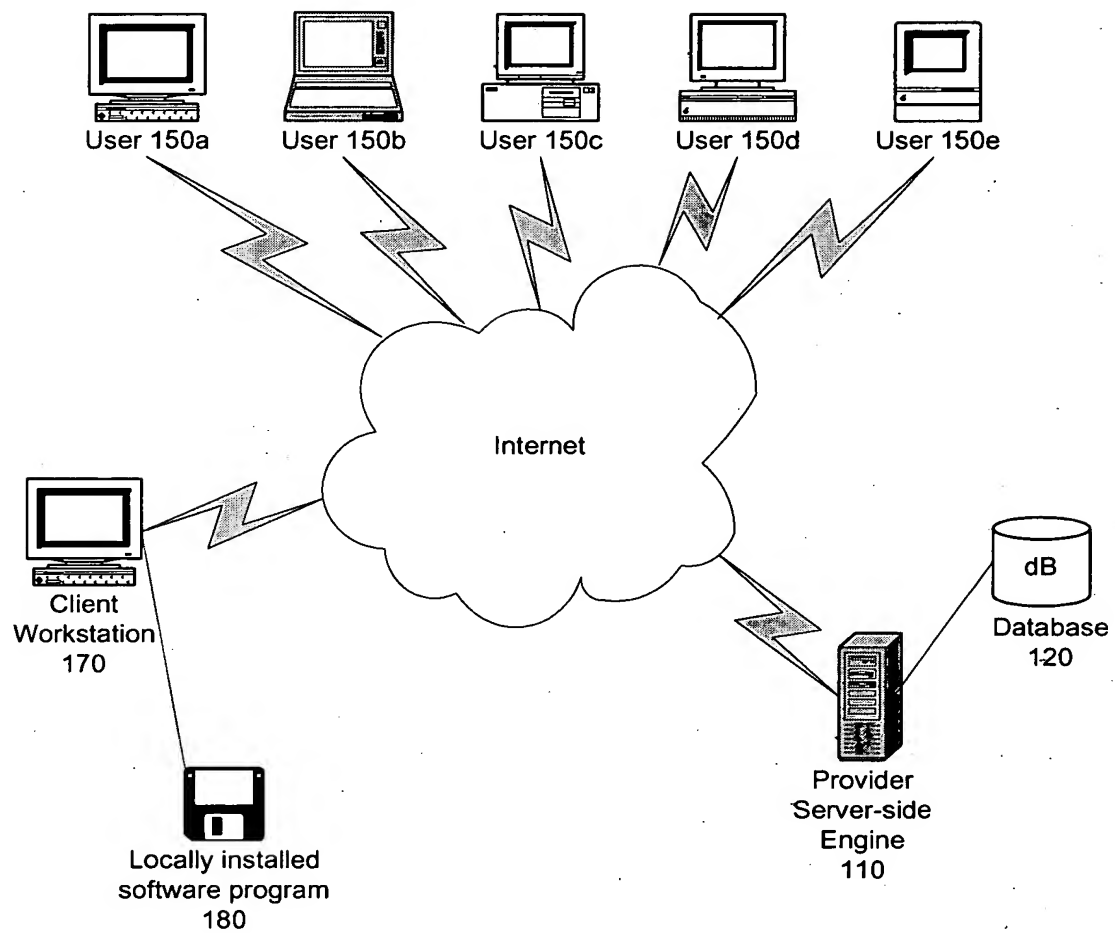 User 150a
User 150b
User 150c
User 150d
User 150e
Internet
Client
Workstation
170
dB
Database
120
Provider
Server-side
Engine
110
Locally installed
software program
180